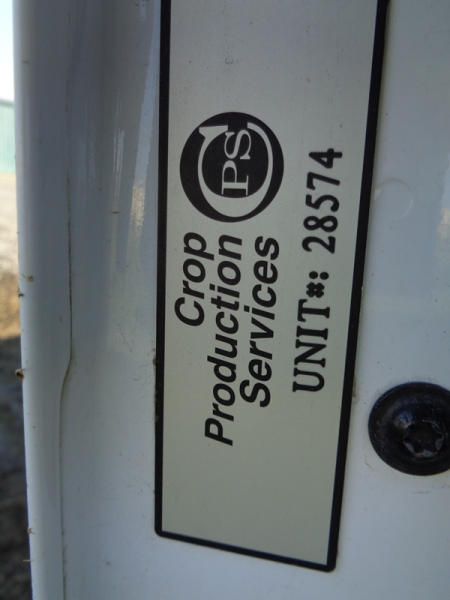 CPS
Crop
Production
Services
UNIT#: 28574